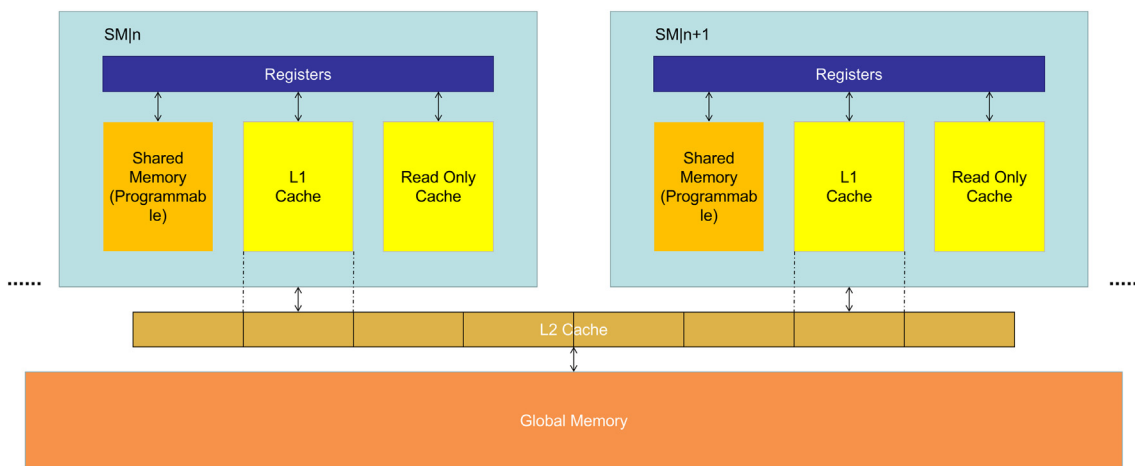 SM|n
Registers
Shared
Memory
(Programmab
le)
L1
Cache
Read Only
Cache
SM|n+1
Registers
Shared
Memory
(Programmab
le)
L1
Cache
Read Only
Cache
......
......
L2 Cache
Global Memory